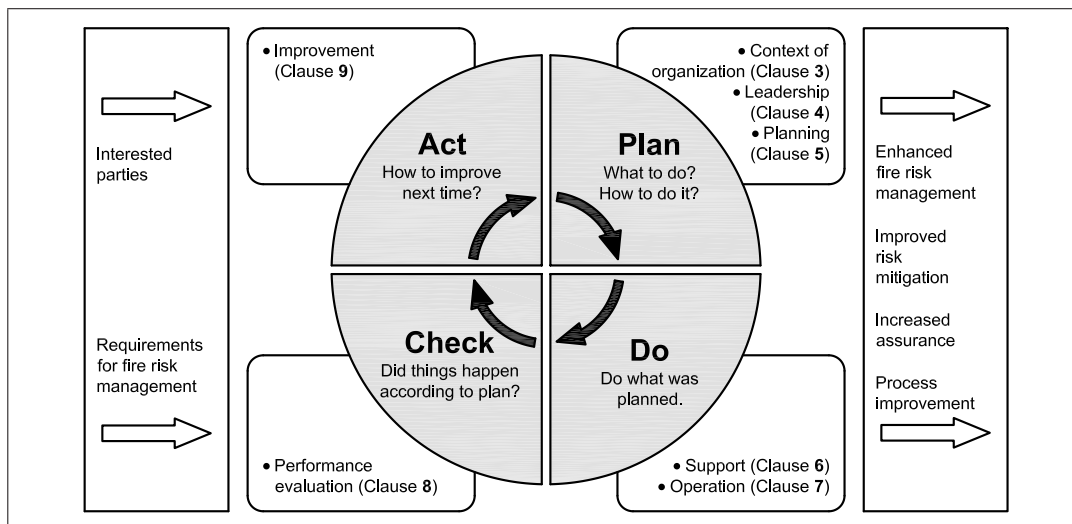 Interested
parties
Requirements
for fire risk
management
• Improvement
(Clause 9)
Act
How to improve
next time?
• Context of
organization (Clause 3)
• Leadership
(Clause 4)
• Planning
(Clause 5)
Plan
What to do?
How to do it?
Check
Did things happen
according to plan?
• Performance
evaluation (Clause 8)
Do
Do what was
planned.
• Support (Clause 6)
• Operation (Clause 7)
Enhanced
fire risk
management
Improved
risk
mitigation
Increased
assurance
Process
improvement